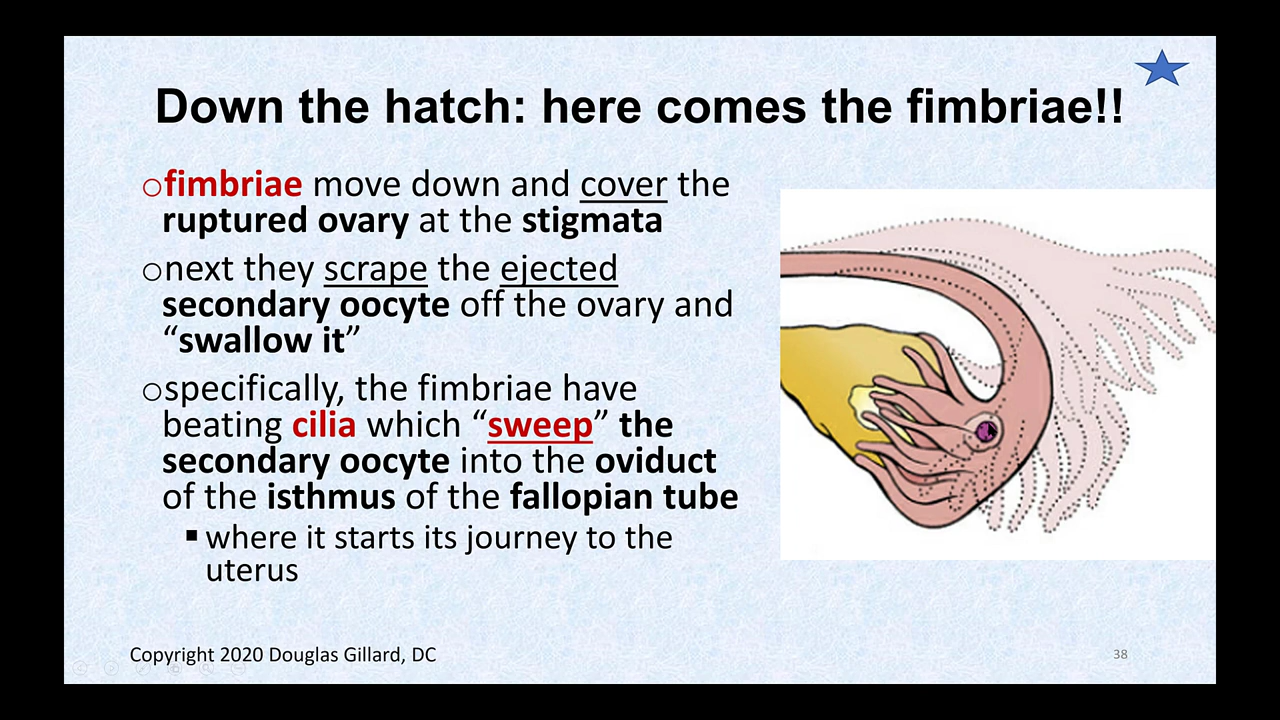 Down the hatch: here comes the fimbriae!!
ofimbriae move down and cover the
ruptured ovary at the stigmata
onext they scrape the ejected
secondary oocyte off the ovary and
“swallow it”
ospecifically, the fimbriae have
beating cilia which “sweep” the
secondary oocyte into the oviduct
of the isthmus of the fallopian tube
▪ where it starts its journey to the
uterus
Copyright 2020 Douglas Gillard, DC
38